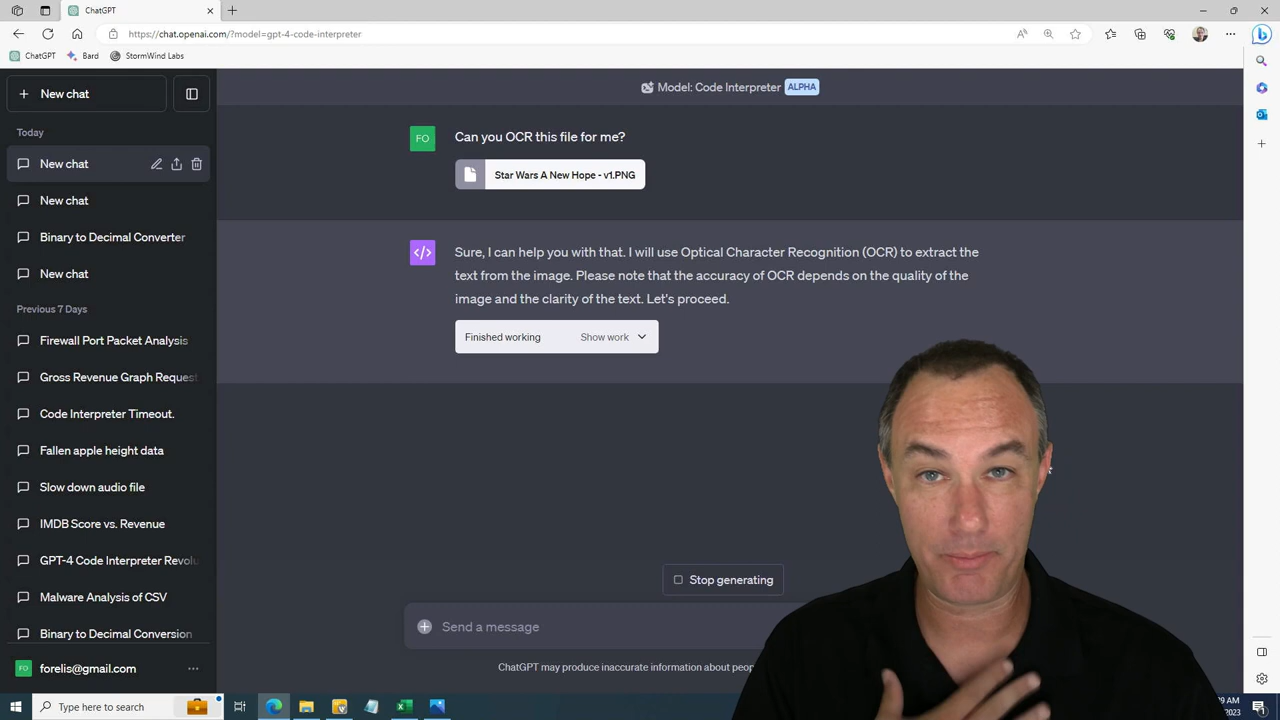 ChatGPT
https://chat.openai.com/?model=gpt-4-code-interpreter
ChatGPT
Bard
StormWind Labs
New chat
Model: Code Interpreter ALPHA
Today
New chat
New chat
Binary to Decimal Converter
New chat
Previous 7 Days
Firewall Port Packet Analysis
Gross Revenue Graph Request
Code Interpreter Timeout.
Fallen apple height data
Slow down audio file
IMDB Score vs. Revenue
GPT-4 Code Interpreter Revolu
Malware Analysis of CSV
Binary to Decimal Conversion
FO forelis@gmail.com
FO
Can you OCR this file for me?
Star Wars A New Hope - v1.PNG
Sure, I can help you with that. I will use Optical Character Recognition (OCR) to extract the
text from the image. Please note that the accuracy of OCR depends on the quality of the
image and the clarity of the text. Let's proceed.
Finished working Show work
Stop generating
Send a message
ChatGPT may produce inaccurate information about
Type here to search
AM
2023